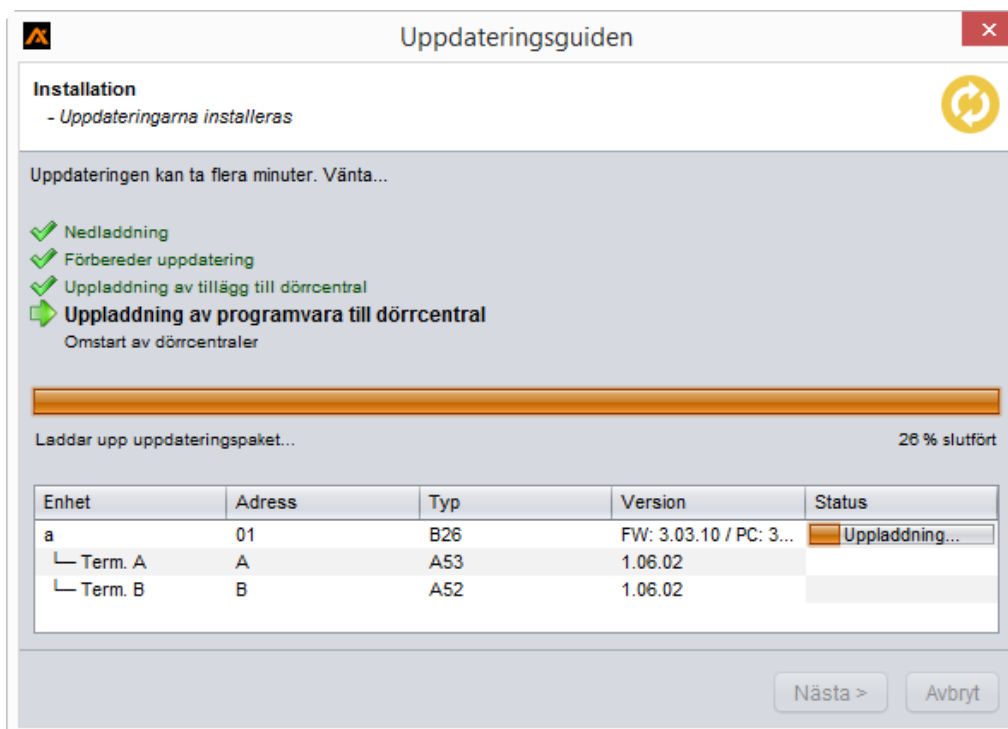 Uppdateringsguiden
Installation
- Uppdateringarna installeras
Uppdateringen kan ta flera minuter. Vänta...
Nedladdning
Förbereder uppdatering
Uppladdning av tillägg till dörrcentral
Uppladdning av programvara till dörrcentral
Omstart av dörrcentraler
Laddar upp uppdateringspaket... 26 % slutfört
Enhet Adress Typ Version Status
a 01 B26 FW: 3.03.10 / PC: 3... Uppladdning...
Term. A A A53 1.06.02
Term. B B A52 1.06.02
Nästa > Avbryt